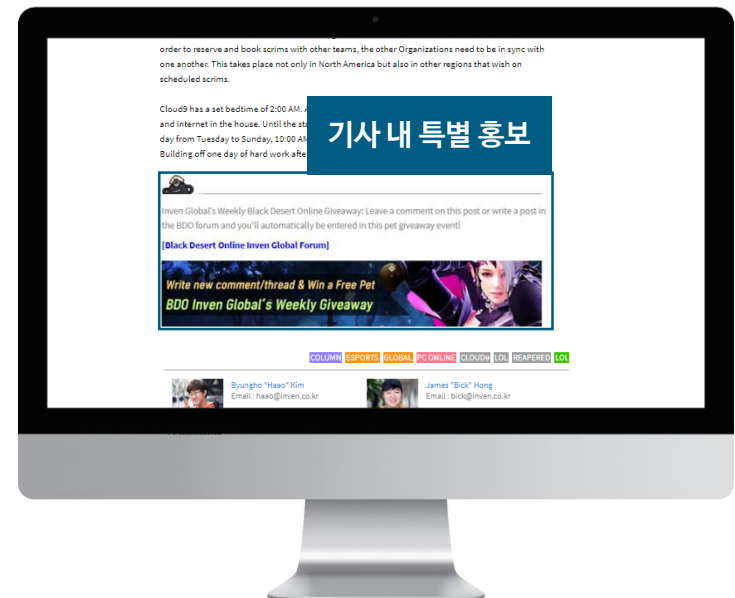 order to reserve and book scrims with other teams, the other Organizations need to be in sync with
one another. This takes place not only in North America but also in other regions that wish on
scheduled scrims.
Cloud9 has a set bedtime of 2:00 AM.
기사 내 특별 홍보
and internet in the house. Until the
day from Tuesday to Sunday, 10:00
Building off one day of hard work
Inven Global's Weekly Black Desert Online Giveaway: Leave a comment on this post or write a post in
the BDO forum and you'll automatically be entered in this pet giveaway event!
[Black Desert Online Inven Global Forum]
Write new comment/thread & Win a Free Pet
BDO Inven Global's Weekly Giveaway
COLUMN ESPORTS GLOBAL PC ONLINE CLOUD9 LOL REAPERED LOL
Byungho "Haao" Kim
Email : haao@inven.co.kr
James "Bick" Hong
Email : bick@inven.co.kr